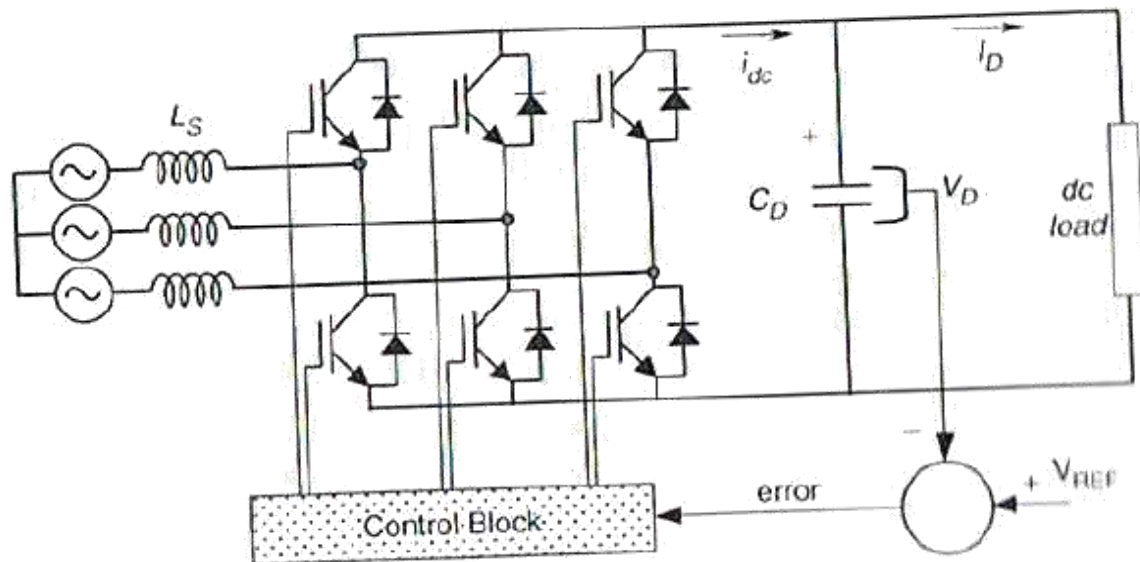 i_dc
I_D
L_S
+
C_D
V_D
dc
load
−
+ V_REF
error
Control Block